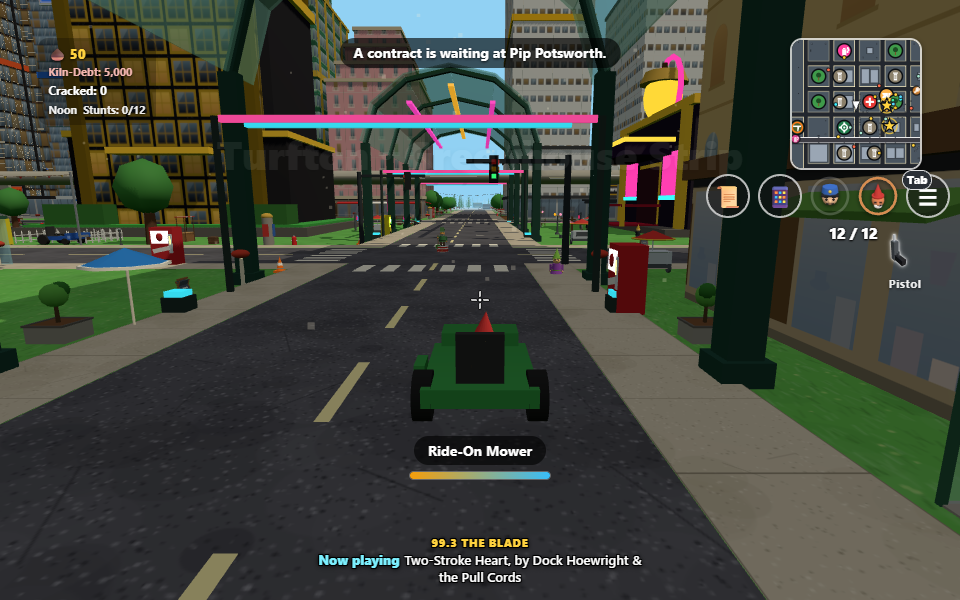 A contract is waiting at Pip Potsworth.
50
Kiln-Debt: 5,000
Cracked: 0
Noon Stunts: 0/12
Tab
12 / 12
Pistol
Ride-On Mower
99.3 THE BLADE
Now playing Two-Stroke Heart, by Dock Hoewright &
the Pull Cords